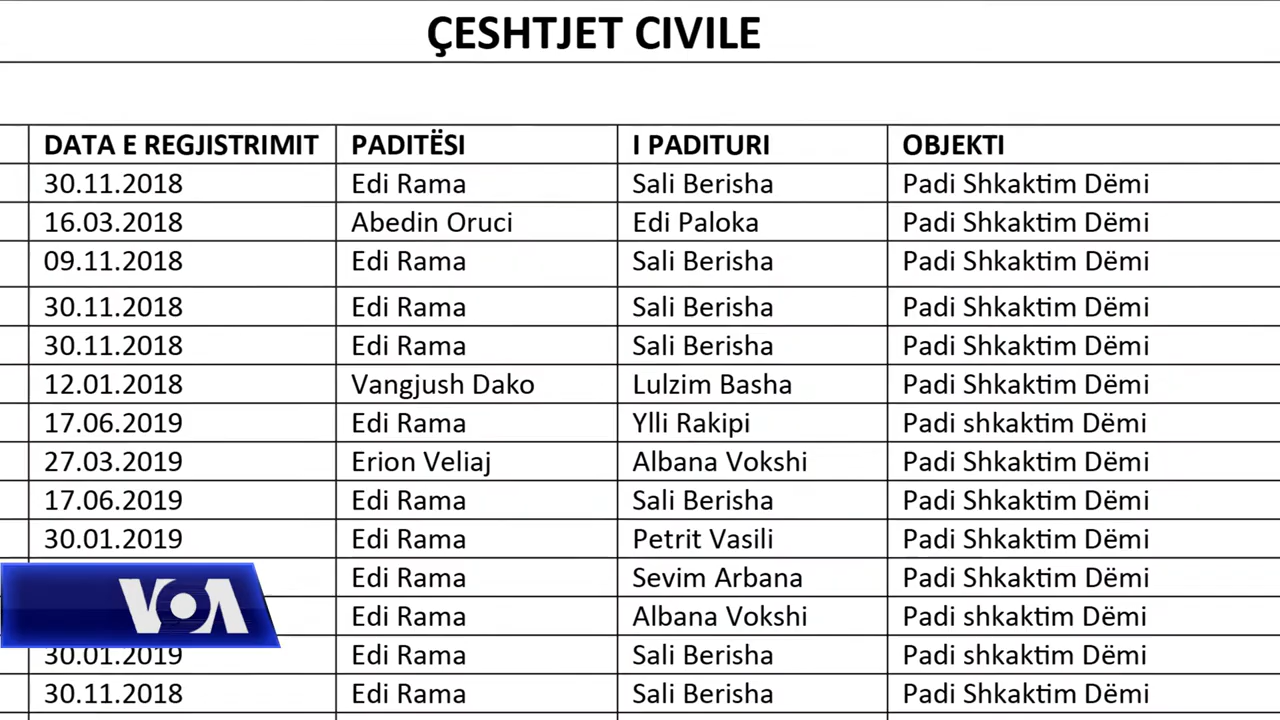 ÇESHTJET CIVILE
DATA E REGJISTRIMIT PADITËSI I PADITURI OBJEKTI
30.11.2018 Edi Rama Sali Berisha Padi Shkaktim Dëmi
16.03.2018 Abedin Oruci Edi Paloka Padi Shkaktim Dëmi
09.11.2018 Edi Rama Sali Berisha Padi Shkaktim Dëmi
30.11.2018 Edi Rama Sali Berisha Padi Shkaktim Dëmi
30.11.2018 Edi Rama Sali Berisha Padi Shkaktim Dëmi
12.01.2018 Vangjush Dako Lulzim Basha Padi Shkaktim Dëmi
17.06.2019 Edi Rama Ylli Rakipi Padi shkaktim Dëmi
27.03.2019 Erion Veliaj Albana Vokshi Padi Shkaktim Dëmi
17.06.2019 Edi Rama Sali Berisha Padi Shkaktim Dëmi
30.01.2019 Edi Rama Petrit Vasili Padi Shkaktim Dëmi
Edi Rama Sevim Arbana Padi Shkaktim Dëmi
VOA Edi Rama Albana Vokshi Padi shkaktim Dëmi
30.01.2019 Edi Rama Sali Berisha Padi shkaktim Dëmi
30.11.2018 Edi Rama Sali Berisha Padi Shkaktim Dëmi